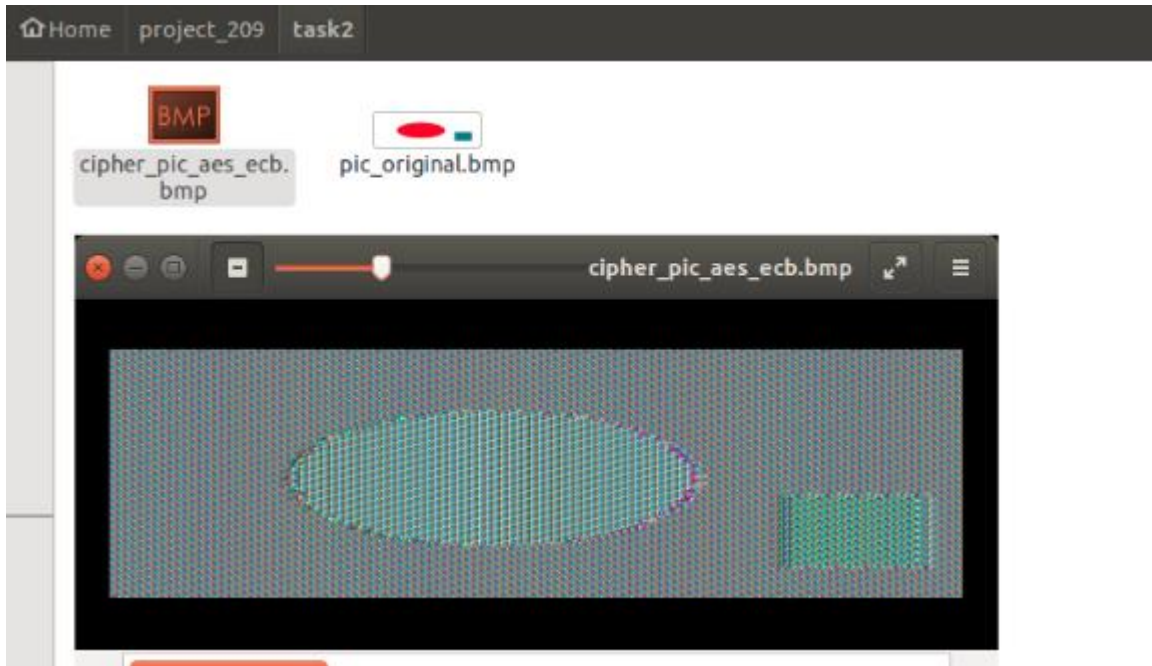 Home project_209 task2
BMP
cipher_pic_aes_ecb.
bmp
pic_original.bmp
cipher_pic_aes_ecb.bmp